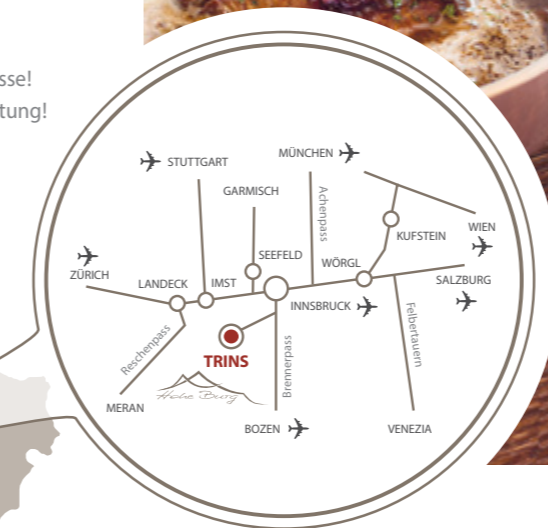 sse!
tung!
STUTTGART
MÜNCHEN
GARMISCH
Achenpass
KUFSTEIN
WIEN
ZÜRICH
SEEFELD
WÖRGL
SALZBURG
LANDECK
IMST
INNSBRUCK
Reschenpass
TRINS
Brennerpass
Felbertauern
Hohe Burg
MERAN
BOZEN
VENEZIA